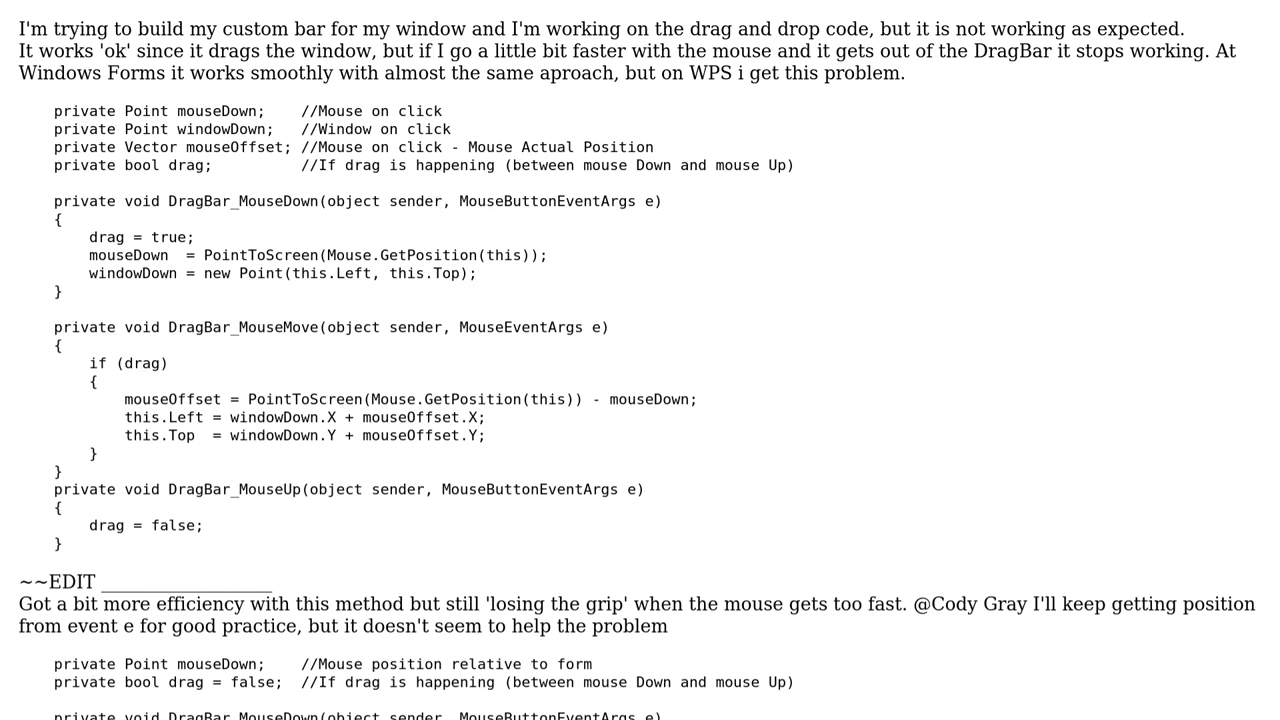 I'm trying to build my custom bar for my window and I'm working on the drag and drop code, but it is not working as expected.
It works 'ok' since it drags the window, but if I go a little bit faster with the mouse and it gets out of the DragBar it stops working. At
Windows Forms it works smoothly with almost the same aproach, but on WPS i get this problem.
private Point mouseDown;    //Mouse on click
private Point windowDown;   //Window on click
private Vector mouseOffset; //Mouse on click - Mouse Actual Position
private bool drag;          //If drag is happening (between mouse Down and mouse Up)
private void DragBar_MouseDown(object sender, MouseButtonEventArgs e)
{
    drag = true;
    mouseDown  = PointToScreen(Mouse.GetPosition(this));
    windowDown = new Point(this.Left, this.Top);
}
private void DragBar_MouseMove(object sender, MouseEventArgs e)
{
    if (drag)
    {
        mouseOffset = PointToScreen(Mouse.GetPosition(this)) - mouseDown;
        this.Left = windowDown.X + mouseOffset.X;
        this.Top  = windowDown.Y + mouseOffset.Y;
    }
}
private void DragBar_MouseUp(object sender, MouseButtonEventArgs e)
{
    drag = false;
}
~~EDIT ___________________
Got a bit more efficiency with this method but still 'losing the grip' when the mouse gets too fast. @Cody Gray I'll keep getting position
from event e for good practice, but it doesn't seem to help the problem
private Point mouseDown;    //Mouse position relative to form
private bool drag = false;  //If drag is happening (between mouse Down and mouse Up)
private void DragBar_MouseDown(object sender, MouseButtonEventArgs e)